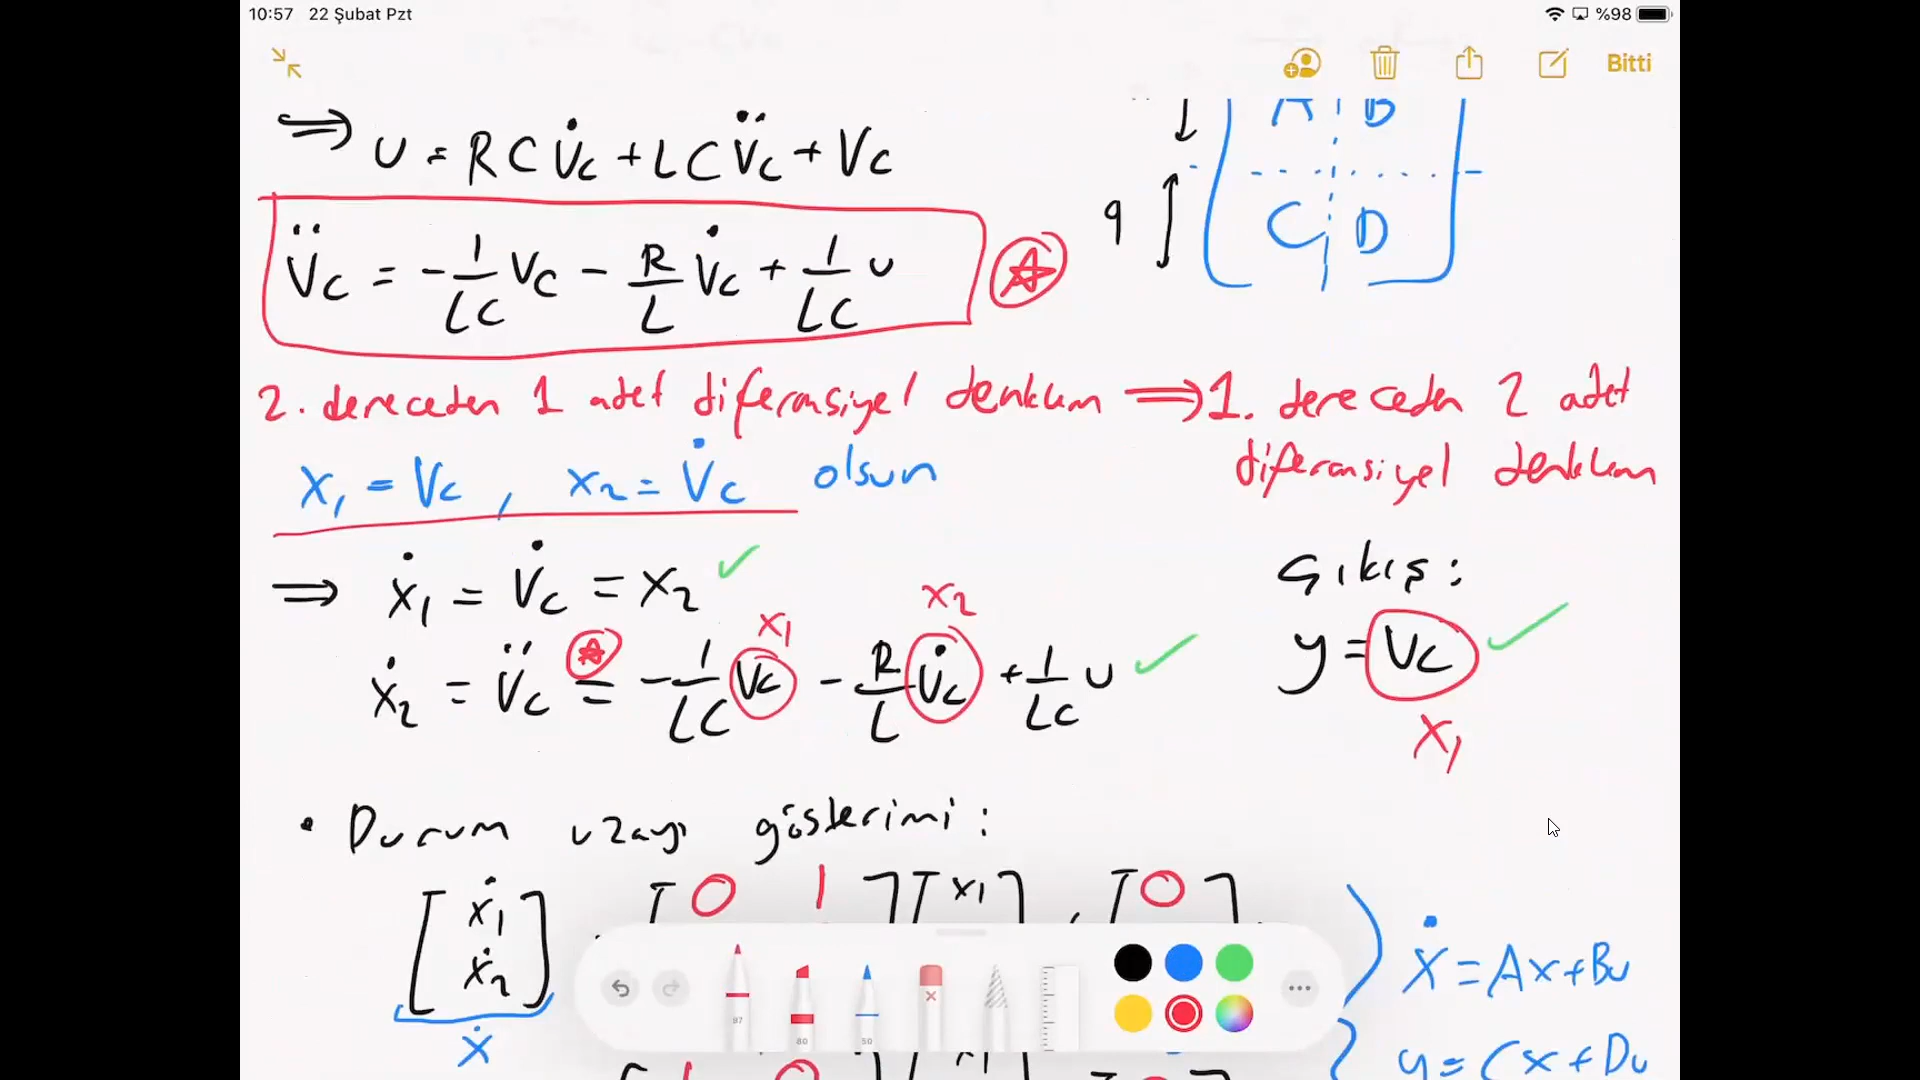 10:57 22 Şubat Pzt
%98
Bitti
⟹ U = RCV̇c + LCV̈c + Vc
A B
C D
q
V̈c = -1/LC Vc - R/L V̇c + 1/LC u
2. dereceden 1 adet diferansiyel denklem ⟹ 1. dereceden 2 adet
diferansiyel denklem
x₁ = Vc , x₂ = V̇c olsun
⟹ ẋ₁ = V̇c = x₂ ✓
Çıkış:
x₁ x₂
ẋ₂ = V̈c = -1/LC Vc - R/L V̇c + 1/LC u ✓
y = Vc ✓
x₁
• Durum uzayı gösterimi:
[ẋ₁ [0 1] [x₁] [0]
ẋ₂]
Ẋ = Ax + Bu
ẋ
97 80 50
y = Cx + Du